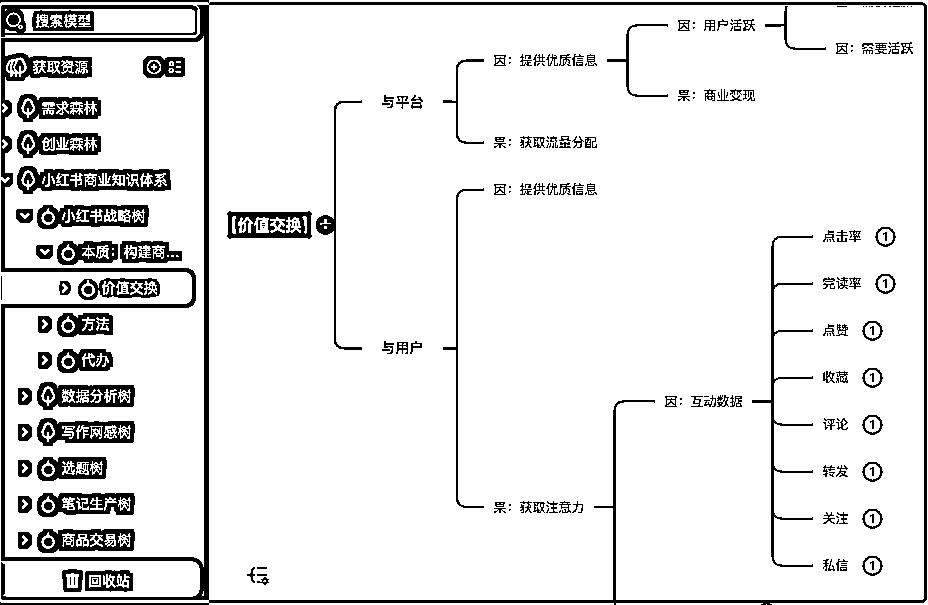 搜索模型
获取资源
需求森林
创业森林
小红书商业知识体系
小红书战略树
本质：构建商...
价值交换
方法
代办
数据分析树
写作网感树
选题树
笔记生产树
商品交易树
回收站
【价值交换】
与平台
因：提供优质信息
因：用户活跃
因：需要活跃
果：商业变现
果：获取流量分配
与用户
因：提供优质信息
果：获取注意力
因：互动数据
点击率 1
完读率 1
点赞 1
收藏 1
评论 1
转发 1
关注 1
私信 1